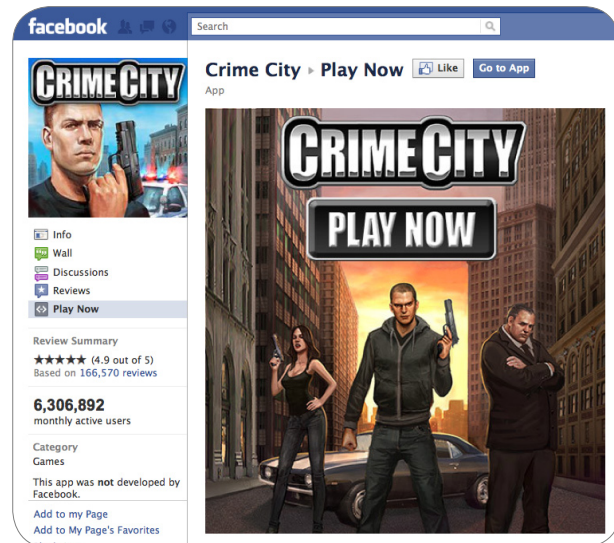 facebook
Search
CRIME CITY
Crime City ▸ Play Now
Like
Go to App
App
Info
Wall
Discussions
Reviews
Play Now
Review Summary
★★★★★ (4.9 out of 5)
Based on 166,570 reviews
6,306,892
monthly active users
Category
Games
This app was not developed by
Facebook.
Add to my Page
Add to My Page's Favorites
CRIME CITY
PLAY NOW